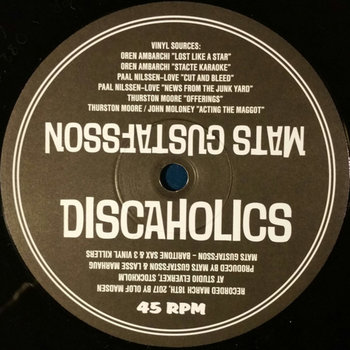 VINYL SOURCES:
OREN AMBARCHI "LOST LIKE A STAR"
OREN AMBARCHI "STACTE KARAOKE"
PAAL NILSSEN-LOVE "CUT AND BLEED"
PAAL NILSSEN-LOVE "NEWS FROM THE JUNK YARD"
THURSTON MOORE "OFFERINGS"
THURSTON MOORE / JOHN MOLONEY "ACTING THE MAGGOT"
MATS GUSTAFSSON
DISCAHOLICS
RECORDED MARCH 18TH, 2017 BY OLOF MADSEN
AT STUDIO ELVERKET, STOCKHOLM
PRODUCED BY MATS GUSTAFSSON & LASSE MARHAUG
MATS GUSTAFSSON - BARITONE SAX & 3 VINYL KILLERS
45 RPM